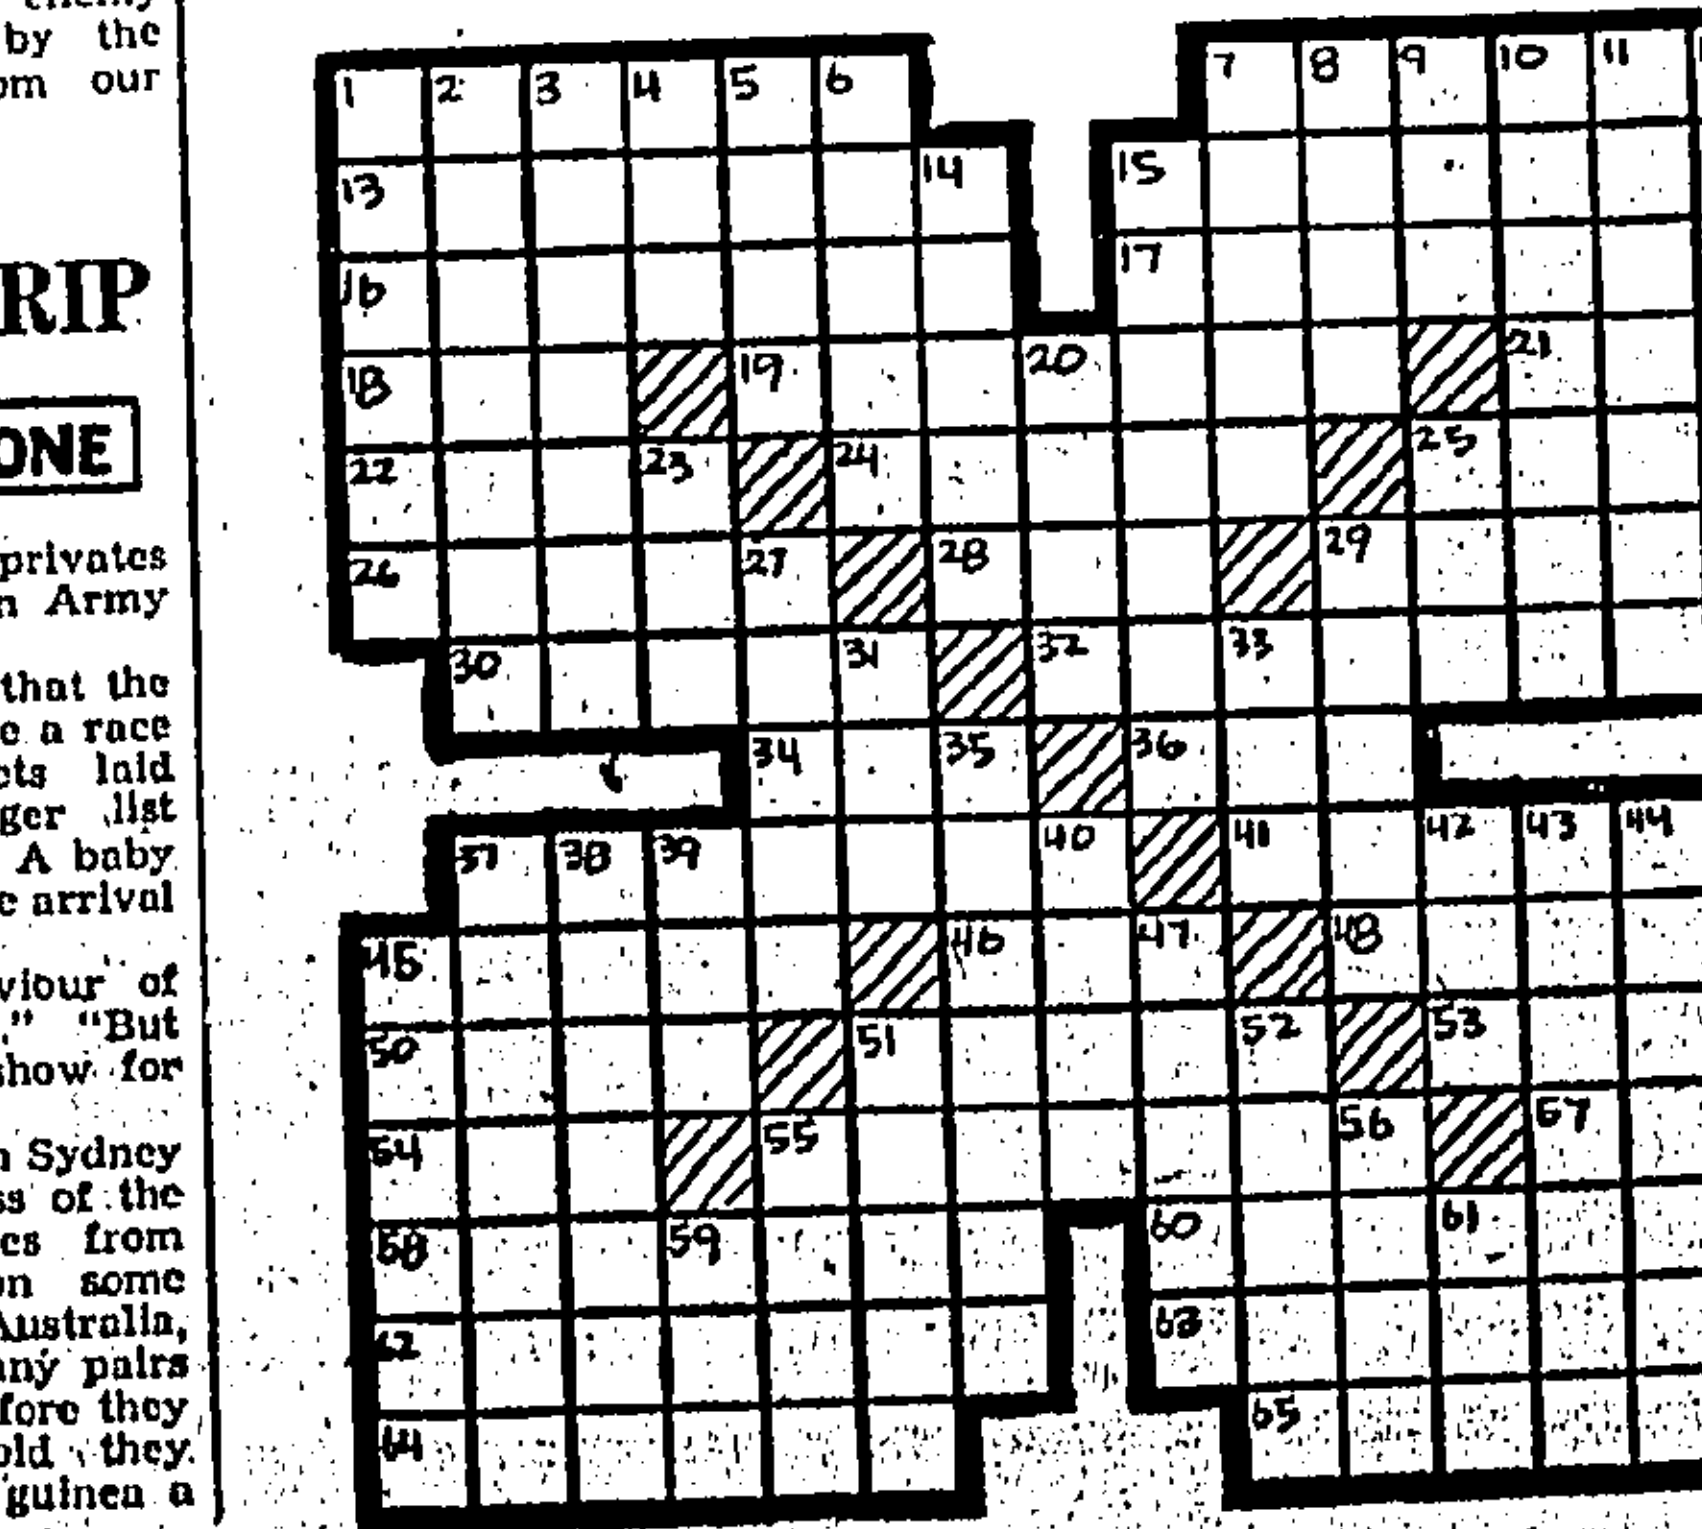 enemy
by the
om our
RIP
ONE
privates
n Army
that the
e a race
cts laid
ger list
A baby
e arrival
viour of
." "But
show for
n Sydney
ss of the
cs from
on some
Australia,
any pairs
fore they
old they
guinea a
1 2 3 4 5 6 7 8 9 10 11
13 14 15
16 17
18 19 20 21
22 23 24 25
26 27 28 29
30 31 32 33
34 35 36
37 38 39 40 41 42 43 44
45 46 47 48
50 51 52 53
54 55 56 57
58 59 60 61
62 63
64 65